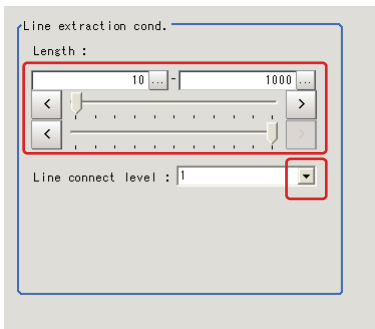 Line extraction cond.
Length :
10 ... - 1000 ...
< >
< >
Line connect level : 1